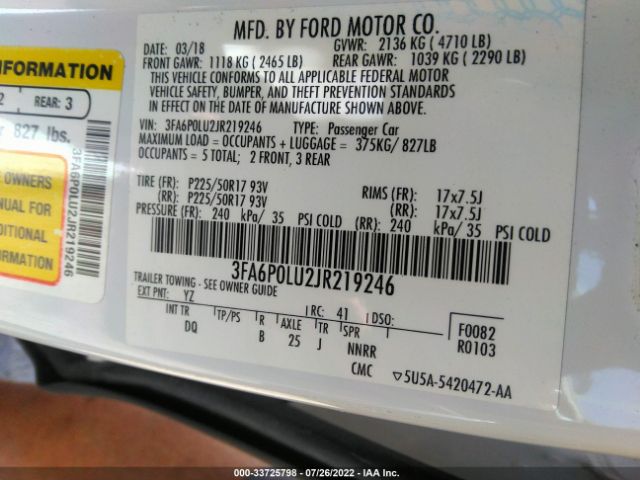 MFD. BY FORD MOTOR CO.
DATE: 03/18 GVWR: 2136 KG ( 4710 LB)
FRONT GAWR: 1118 KG ( 2465 LB) REAR GAWR: 1039 KG ( 2290 LB)
THIS VEHICLE CONFORMS TO ALL APPLICABLE FEDERAL MOTOR
VEHICLE SAFETY, BUMPER, AND THEFT PREVENTION STANDARDS
IN EFFECT ON THE DATE OF MANUFACTURE SHOWN ABOVE.
VIN: 3FA6P0LU2JR219246 TYPE: Passenger Car
MAXIMUM LOAD = OCCUPANTS + LUGGAGE = 375KG/ 827LB
OCCUPANTS = 5 TOTAL; 2 FRONT, 3 REAR
TIRE (FR): P225/50R17 93V RIMS (FR): 17x7.5J
(RR): P225/50R17 93V (RR): 17x7.5J
PRESSURE (FR): 240 kPa/ 35 PSI COLD (RR): 240 kPa/ 35 PSI COLD
3FA6P0LU2JR219246
TRAILER TOWING - SEE OWNER GUIDE
EXT PNT: YZ RC: 41 DSO:
INT TR TP/PS R AXLE TR SPR
DQ B 25 J NNRR
CMC
F0082
R0103
5U5A-5420472-AA
INFORMATION
2 REAR: 3
827 lbs.
OWNERS
MANUAL FOR
ADDITIONAL
INFORMATION
3FA6P0LU2JR219246
000-33725798 - 07/26/2022 - IAA Inc.